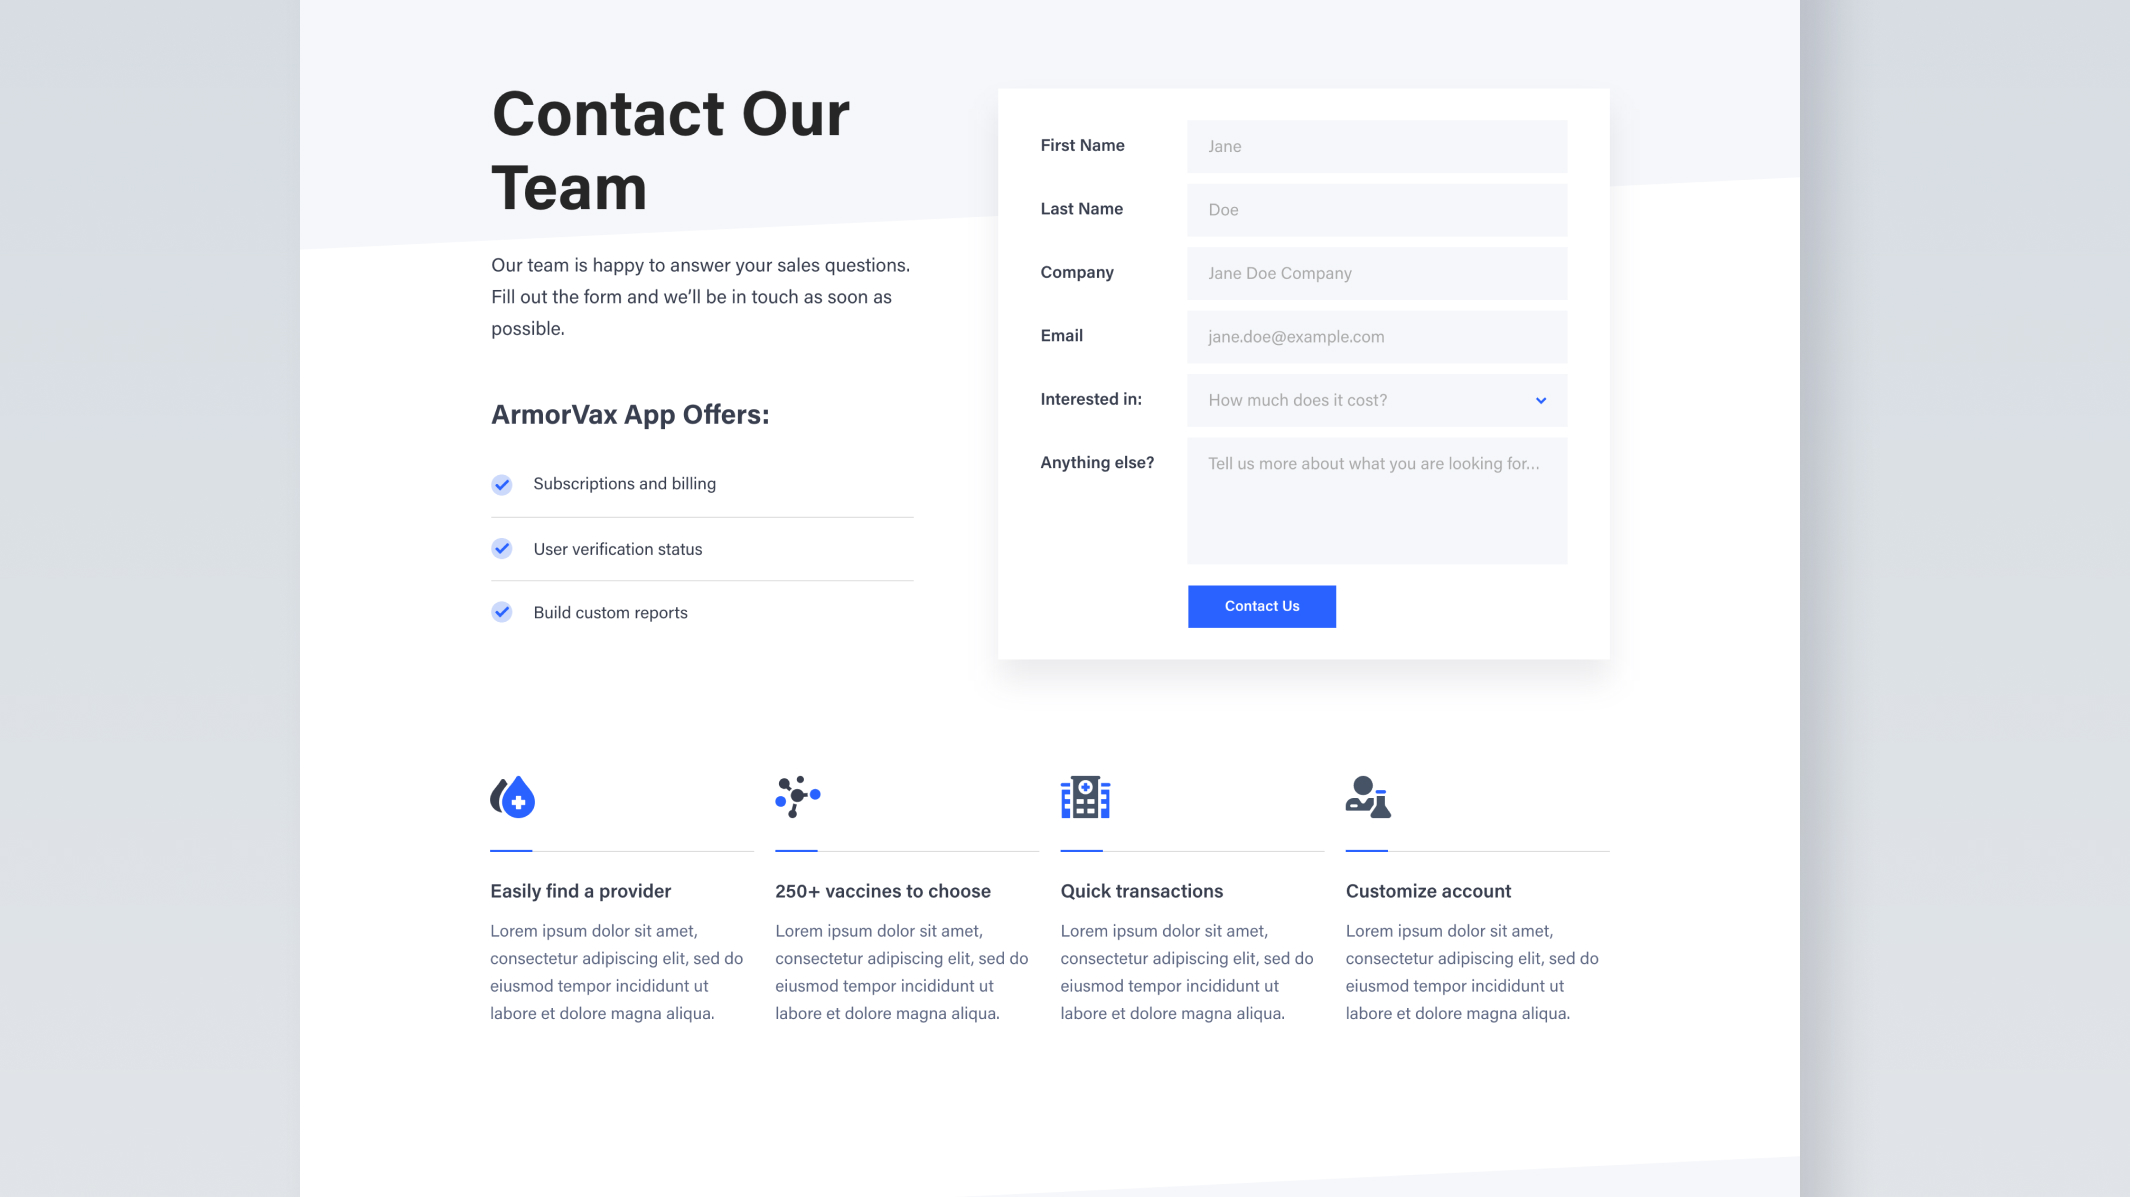 Contact Our
Team
Our team is happy to answer your sales questions.
Fill out the form and we’ll be in touch as soon as
possible.
ArmorVax App Offers:
Subscriptions and billing
User verification status
Build custom reports
First Name
Jane
Last Name
Doe
Company
Jane Doe Company
Email
jane.doe@example.com
Interested in:
How much does it cost?
Anything else?
Tell us more about what you are looking for...
Contact Us
Easily find a provider
Lorem ipsum dolor sit amet,
consectetur adipiscing elit, sed do
eiusmod tempor incididunt ut
labore et dolore magna aliqua.
250+ vaccines to choose
Lorem ipsum dolor sit amet,
consectetur adipiscing elit, sed do
eiusmod tempor incididunt ut
labore et dolore magna aliqua.
Quick transactions
Lorem ipsum dolor sit amet,
consectetur adipiscing elit, sed do
eiusmod tempor incididunt ut
labore et dolore magna aliqua.
Customize account
Lorem ipsum dolor sit amet,
consectetur adipiscing elit, sed do
eiusmod tempor incididunt ut
labore et dolore magna aliqua.